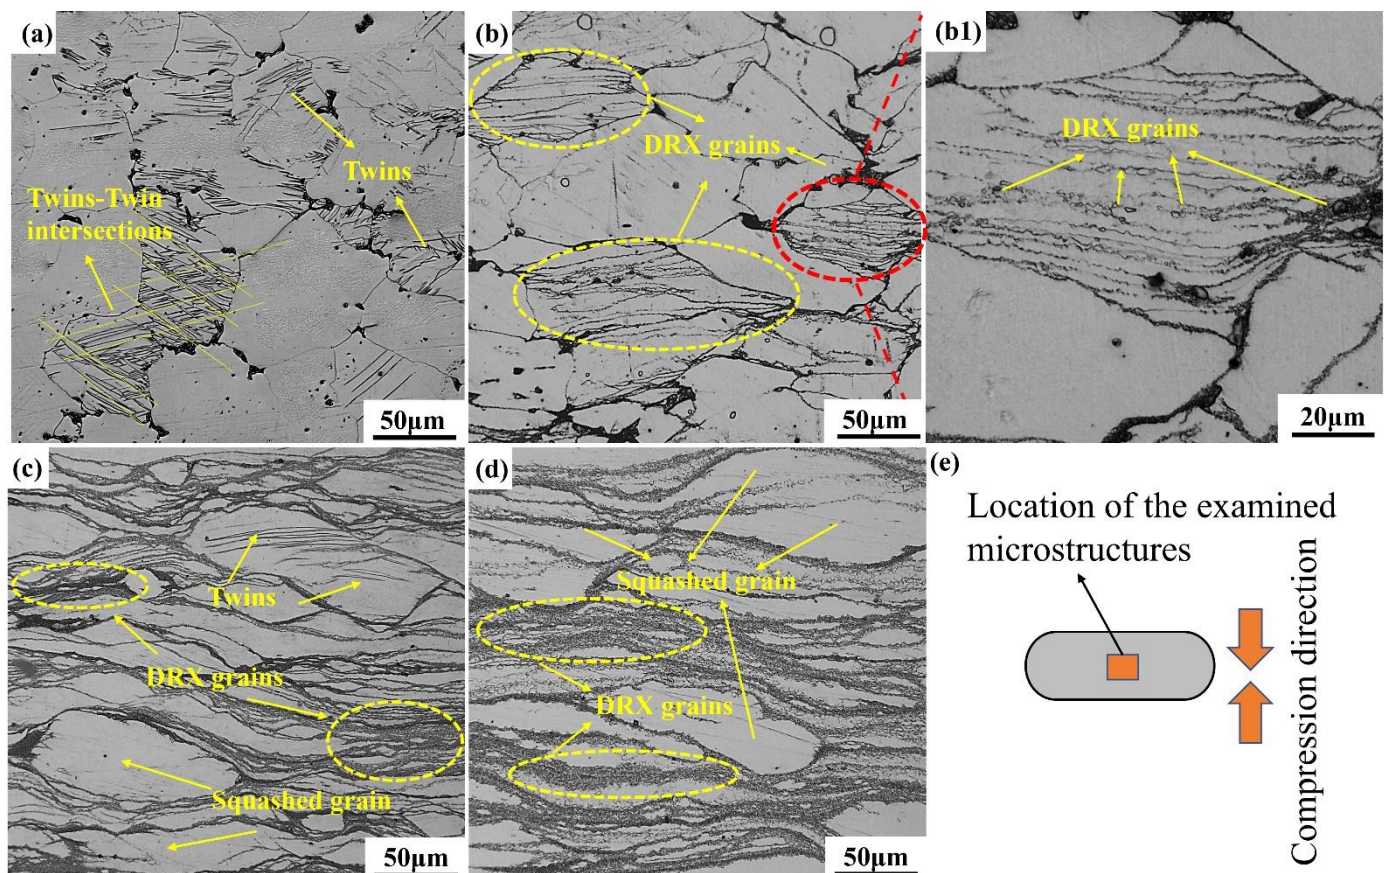 (a)
Twins
Twins-Twin
intersections
50μm
(b)
DRX grains
50μm
(b1)
DRX grains
20μm
(c)
Twins
DRX grains
Squashed grain
50μm
(d)
Squashed grain
DRX grains
50μm
(e)
Location of the examined
microstructures
Compression direction